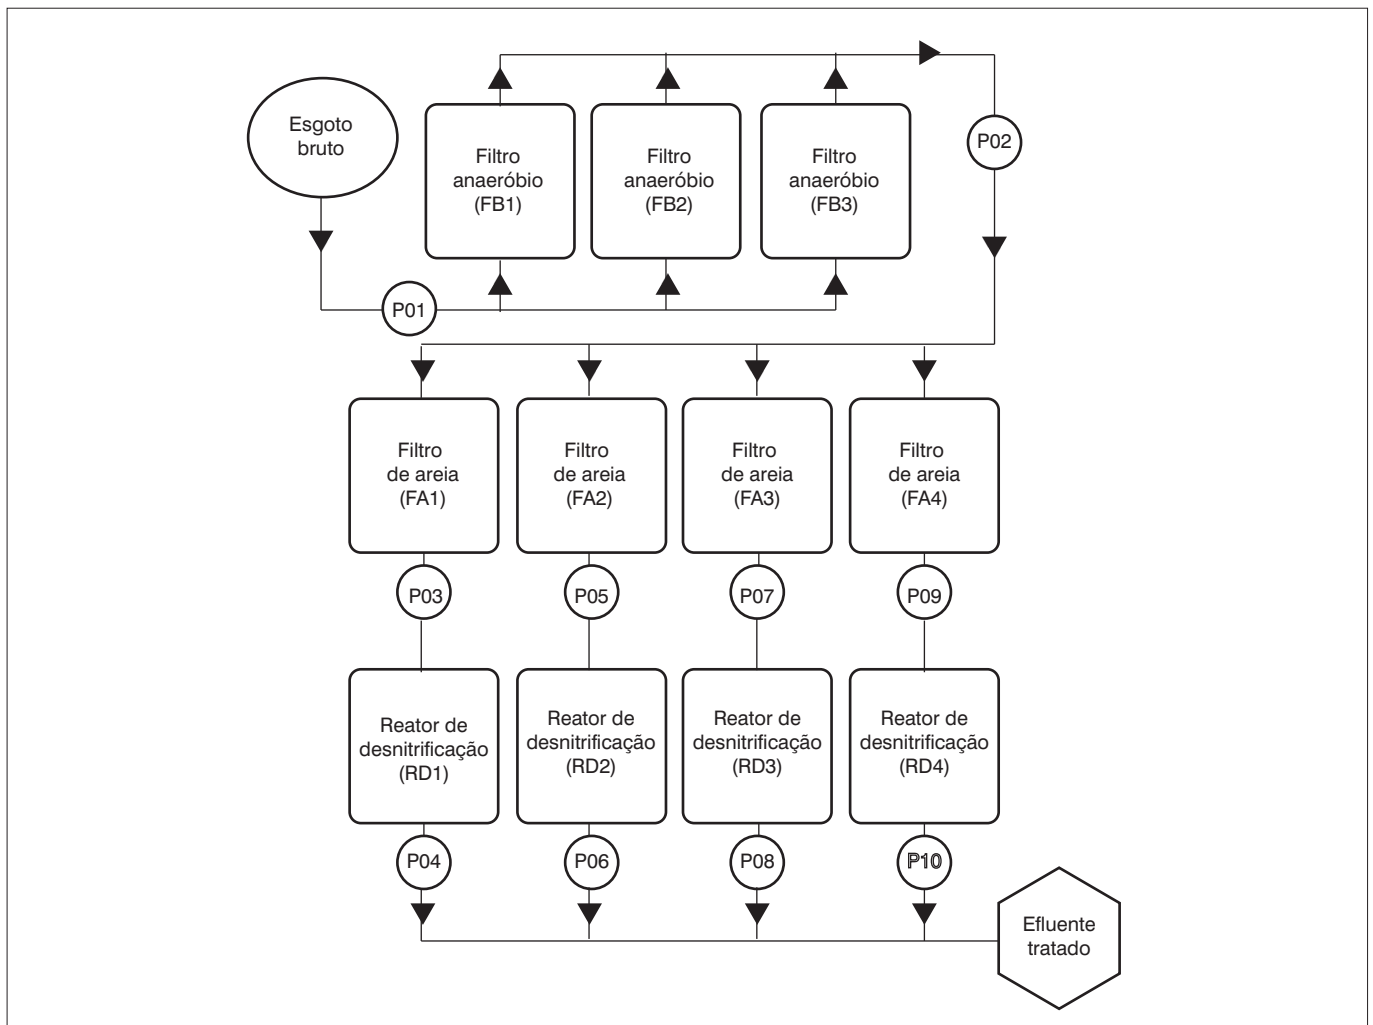 Esgoto
bruto
Filtro
anaeróbio
(FB1)
Filtro
anaeróbio
(FB2)
Filtro
anaeróbio
(FB3)
P02
P01
Filtro
de areia
(FA1)
Filtro
de areia
(FA2)
Filtro
de areia
(FA3)
Filtro
de areia
(FA4)
P03
P05
P07
P09
Reator de
desnitrificação
(RD1)
Reator de
desnitrificação
(RD2)
Reator de
desnitrificação
(RD3)
Reator de
desnitrificação
(RD4)
P04
P06
P08
P10
Efluente
tratado